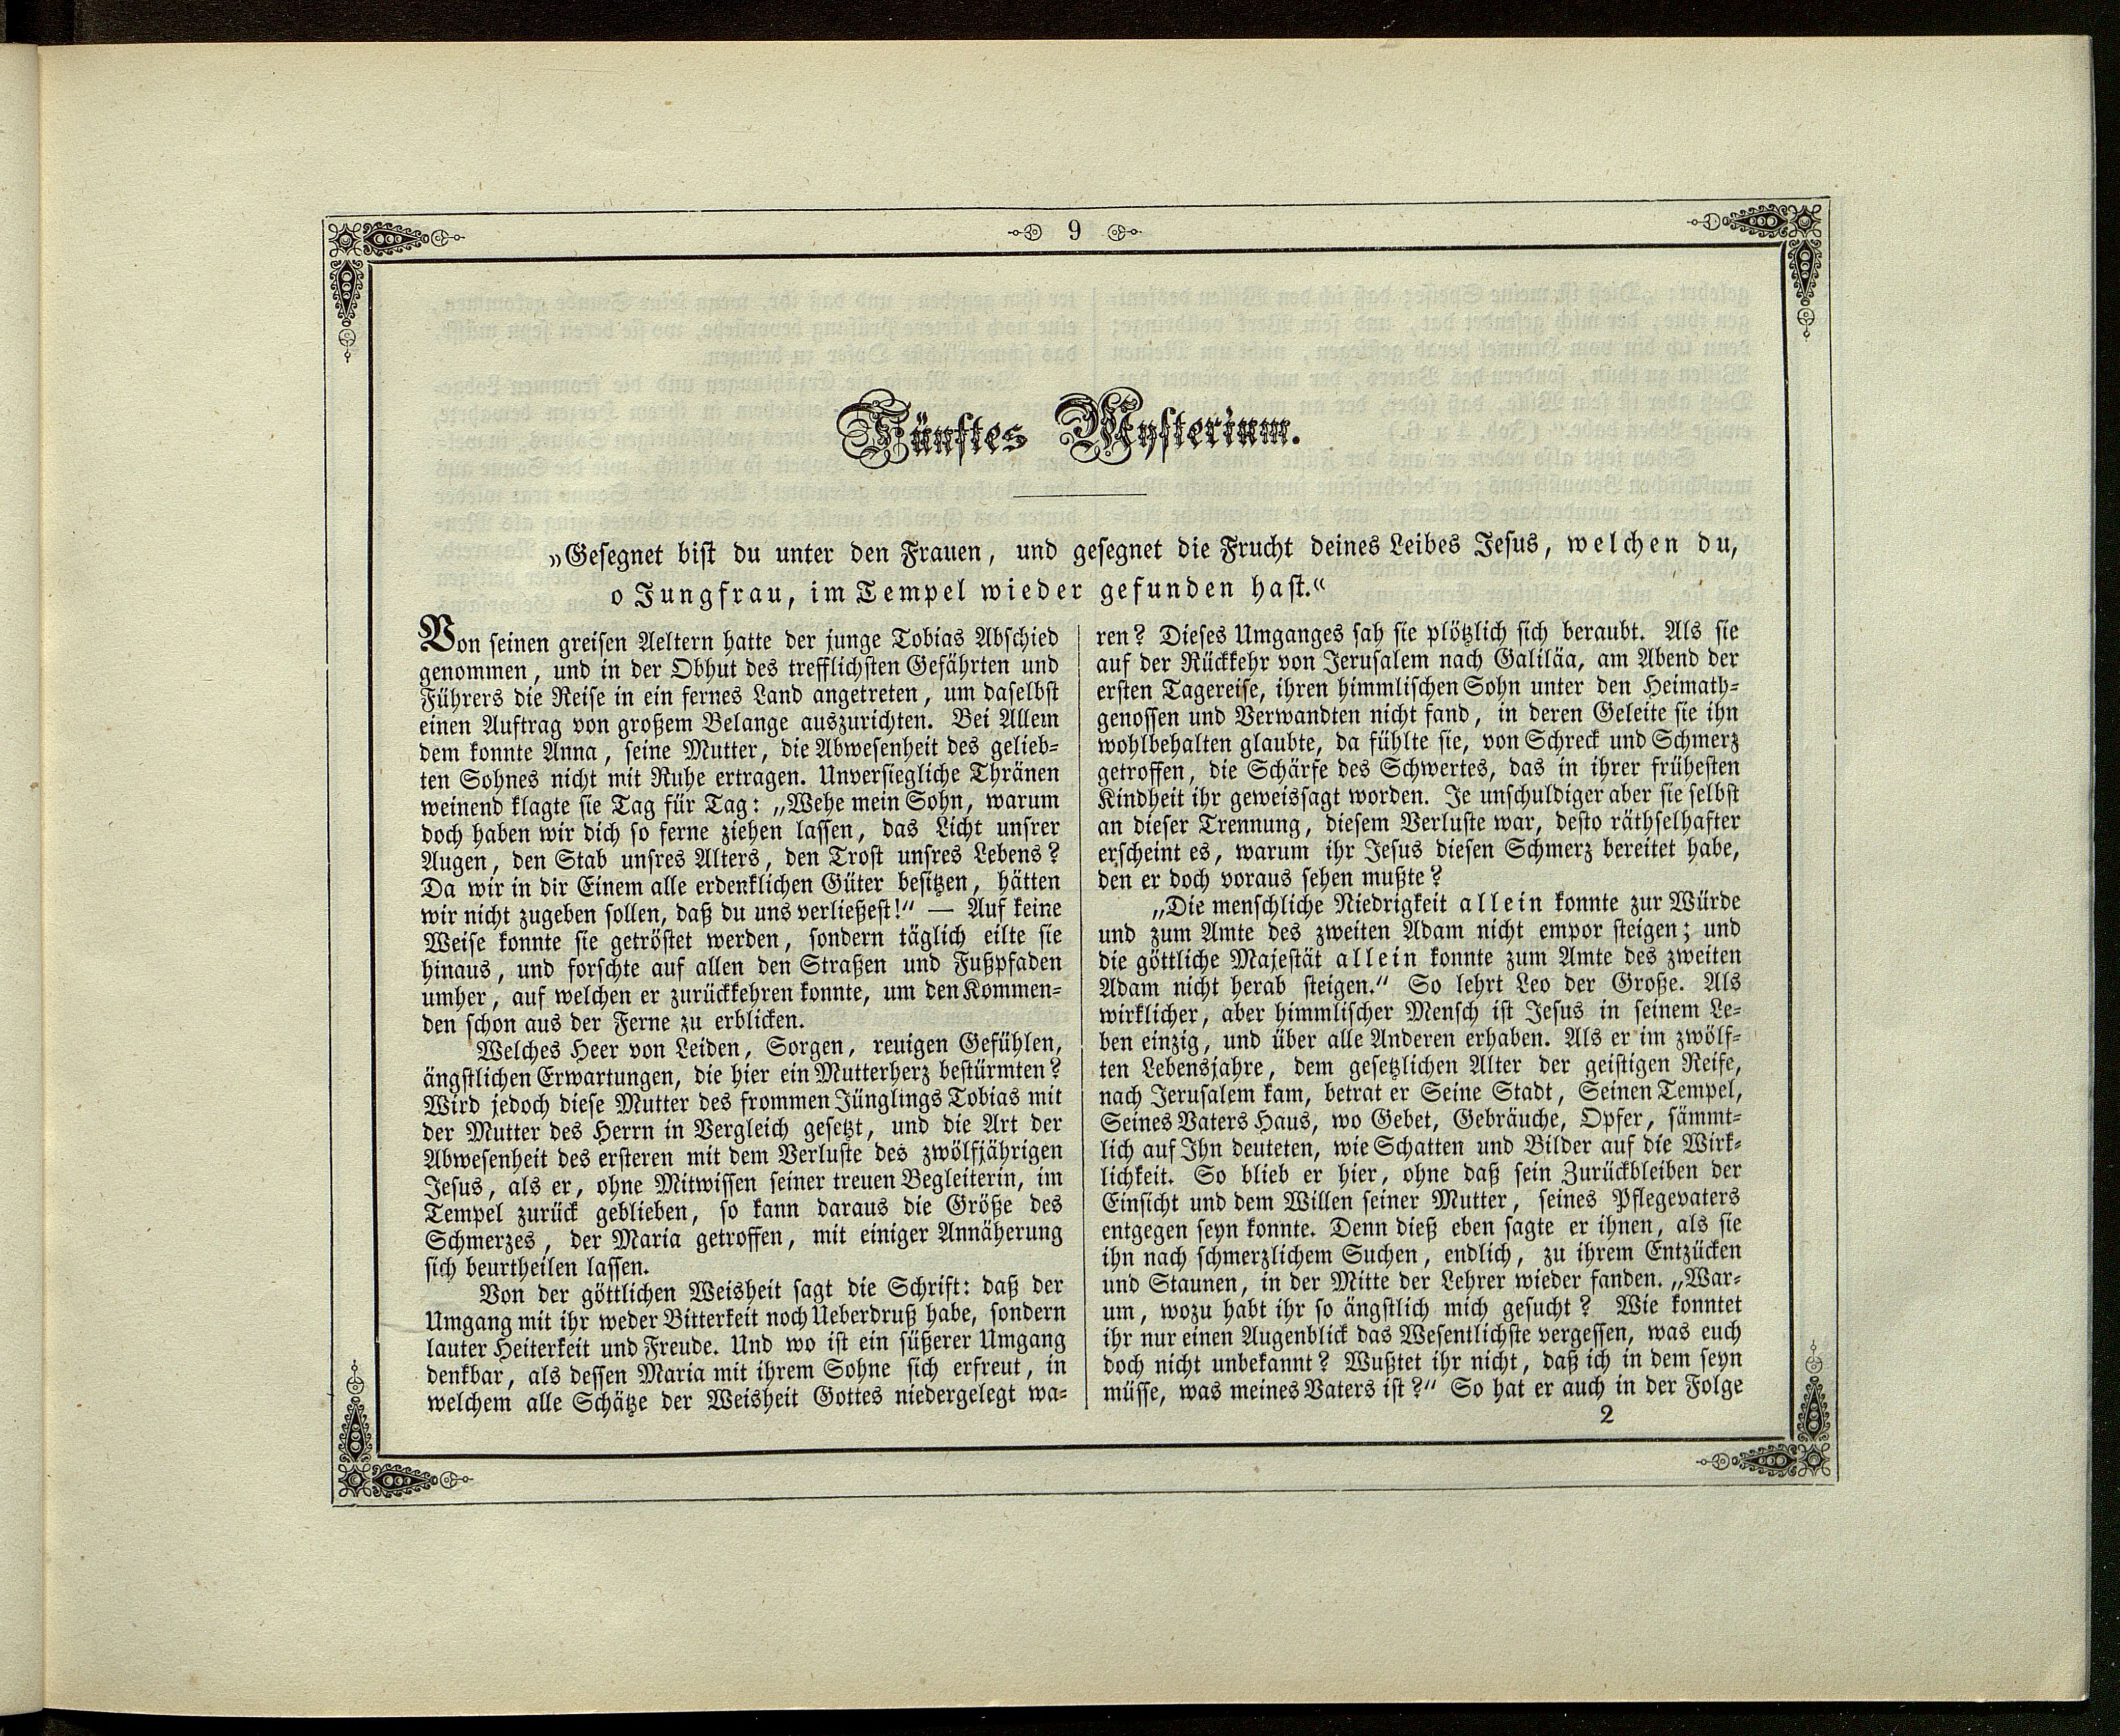 9
Fünftes Mysterium.
„Gesegnet bist du unter den Frauen, und gesegnet die Frucht deines Leibes Jesus, welchen du,
o Jungfrau, im Tempel wieder gefunden hast.“
Von seinen greisen Aeltern hatte der junge Tobias Abschied
genommen, und in der Obhut des trefflichsten Gefährten und
Führers die Reise in ein fernes Land angetreten, um daselbst
einen Auftrag von großem Belange auszurichten. Bei Allem
dem konnte Anna, seine Mutter, die Abwesenheit des gelieb-
ten Sohnes nicht mit Ruhe ertragen. Unversiegliche Thränen
weinend klagte sie Tag für Tag: „Wehe mein Sohn, warum
doch haben wir dich so ferne ziehen lassen, das Licht unsrer
Augen, den Stab unsres Alters, den Trost unsres Lebens?
Da wir in dir Einem alle erdenklichen Güter besitzen, hätten
wir nicht zugeben sollen, daß du uns verließest!“ — Auf keine
Weise konnte sie getröstet werden, sondern täglich eilte sie
hinaus, und forschte auf allen den Straßen und Fußpfaden
umher, auf welchen er zurückkehren konnte, um den Kommen-
den schon aus der Ferne zu erblicken.
Welches Heer von Leiden, Sorgen, reuigen Gefühlen,
ängstlichen Erwartungen, die hier ein Mutterherz bestürmten?
Wird jedoch diese Mutter des frommen Jünglings Tobias mit
der Mutter des Herrn in Vergleich gesetzt, und die Art der
Abwesenheit des ersteren mit dem Verluste des zwölfjährigen
Jesus, als er, ohne Mitwissen seiner treuen Begleiterin, im
Tempel zurück geblieben, so kann daraus die Größe des
Schmerzes, der Maria getroffen, mit einiger Annäherung
sich beurtheilen lassen.
Von der göttlichen Weisheit sagt die Schrift: daß der
Umgang mit ihr weder Bitterkeit noch Ueberdruß habe, sondern
lauter Heiterkeit und Freude. Und wo ist ein süßerer Umgang
denkbar, als dessen Maria mit ihrem Sohne sich erfreut, in
welchem alle Schätze der Weisheit Gottes niedergelegt wa-
ren? Dieses Umganges sah sie plötzlich sich beraubt. Als sie
auf der Rückkehr von Jerusalem nach Galiläa, am Abend der
ersten Tagereise, ihren himmlischen Sohn unter den Heimath-
genossen und Verwandten nicht fand, in deren Geleite sie ihn
wohlbehalten glaubte, da fühlte sie, von Schreck und Schmerz
getroffen, die Schärfe des Schwertes, das in ihrer frühesten
Kindheit ihr geweissagt worden. Je unschuldiger aber sie selbst
an dieser Trennung, diesem Verluste war, desto räthselhafter
erscheint es, warum ihr Jesus diesen Schmerz bereitet habe,
den er doch voraus sehen mußte?
„Die menschliche Niedrigkeit allein konnte zur Würde
und zum Amte des zweiten Adam nicht empor steigen; und
die göttliche Majestät allein konnte zum Amte des zweiten
Adam nicht herab steigen.“ So lehrt Leo der Große. Als
wirklicher, aber himmlischer Mensch ist Jesus in seinem Le-
ben einzig, und über alle Anderen erhaben. Als er im zwölf-
ten Lebensjahre, dem gesetzlichen Alter der geistigen Reife,
nach Jerusalem kam, betrat er Seine Stadt, Seinen Tempel,
Seines Vaters Haus, wo Gebet, Gebräuche, Opfer, sämmt-
lich auf Ihn deuteten, wie Schatten und Bilder auf die Wirk-
lichkeit. So blieb er hier, ohne daß sein Zurückbleiben der
Einsicht und dem Willen seiner Mutter, seines Pflegevaters
entgegen seyn konnte. Denn dieß eben sagte er ihnen, als sie
ihn nach schmerzlichem Suchen, endlich, zu ihrem Entzücken
und Staunen, in der Mitte der Lehrer wieder fanden. „War-
um, wozu habt ihr so ängstlich mich gesucht? Wie konntet
ihr nur einen Augenblick das Wesentlichste vergessen, was euch
doch nicht unbekannt? Wußtet ihr nicht, daß ich in dem seyn
müsse, was meines Vaters ist?“ So hat er auch in der Folge
2